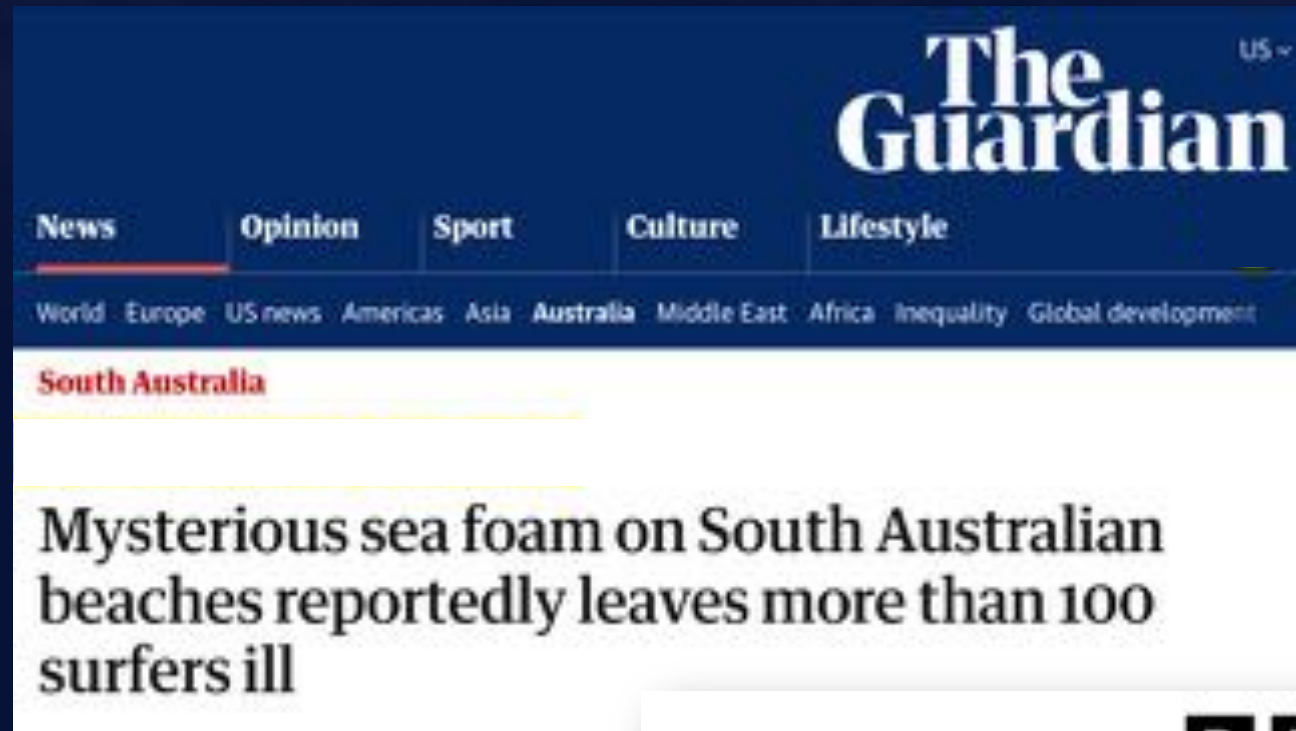 The
Guardian
US
News Opinion Sport Culture Lifestyle
World Europe US news Americas Asia Australia Middle East Africa Inequality Global development
South Australia
Mysterious sea foam on South Australian
beaches reportedly leaves more than 100
surfers ill